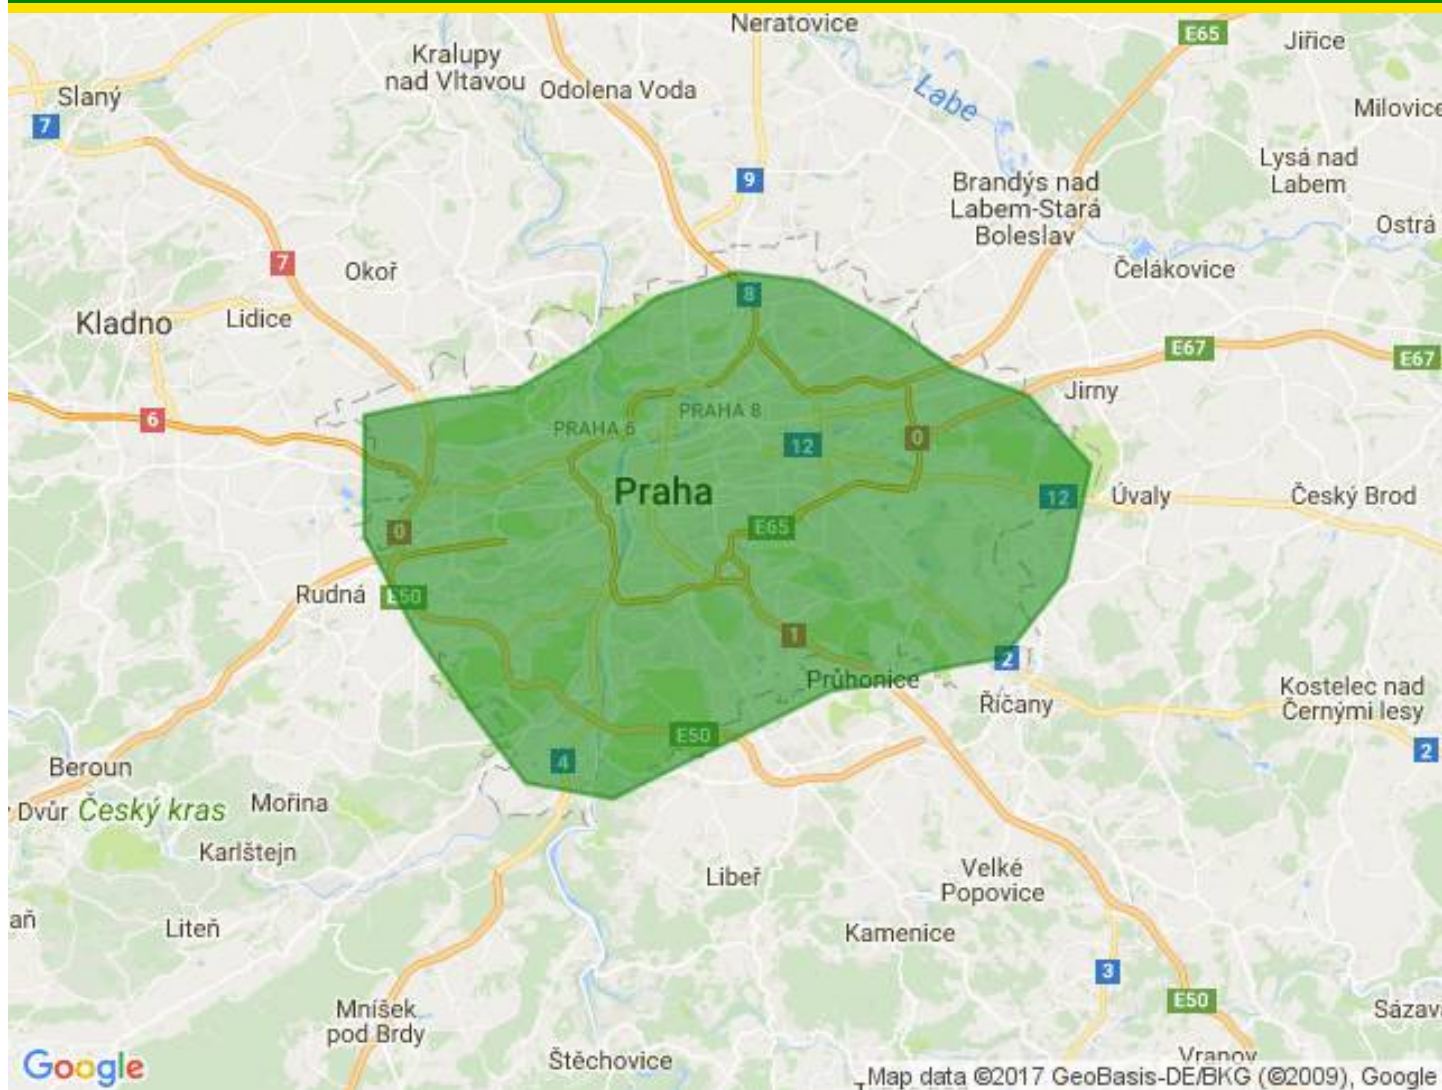 Neratovice
E65
Jiřice
Kralupy
nad Vltavou
Odolena Voda
Slaný
7
Labe
Milovice
9
Lysá nad
Labem
Brandýs nad
Labem-Stará
Boleslav
Ostrá
7
Okoř
Čelákovice
8
Kladno
Lidice
E67
E67
Jirny
6
PRAHA 8
PRAHA 6
0
12
Praha
12
Úvaly
Český Brod
0
E65
Rudná
E50
1
2
Průhonice
Říčany
Kostelec nad
Černými lesy
E50
2
4
Beroun
Dvůr
Český kras
Mořina
Karlštejn
Libeř
Velké
Popovice
aň
Liteň
Kamenice
3
E50
Mníšek
pod Brdy
Sázav
Štěchovice
Vranov
Google
Map data ©2017 GeoBasis-DE/BKG (©2009), Google